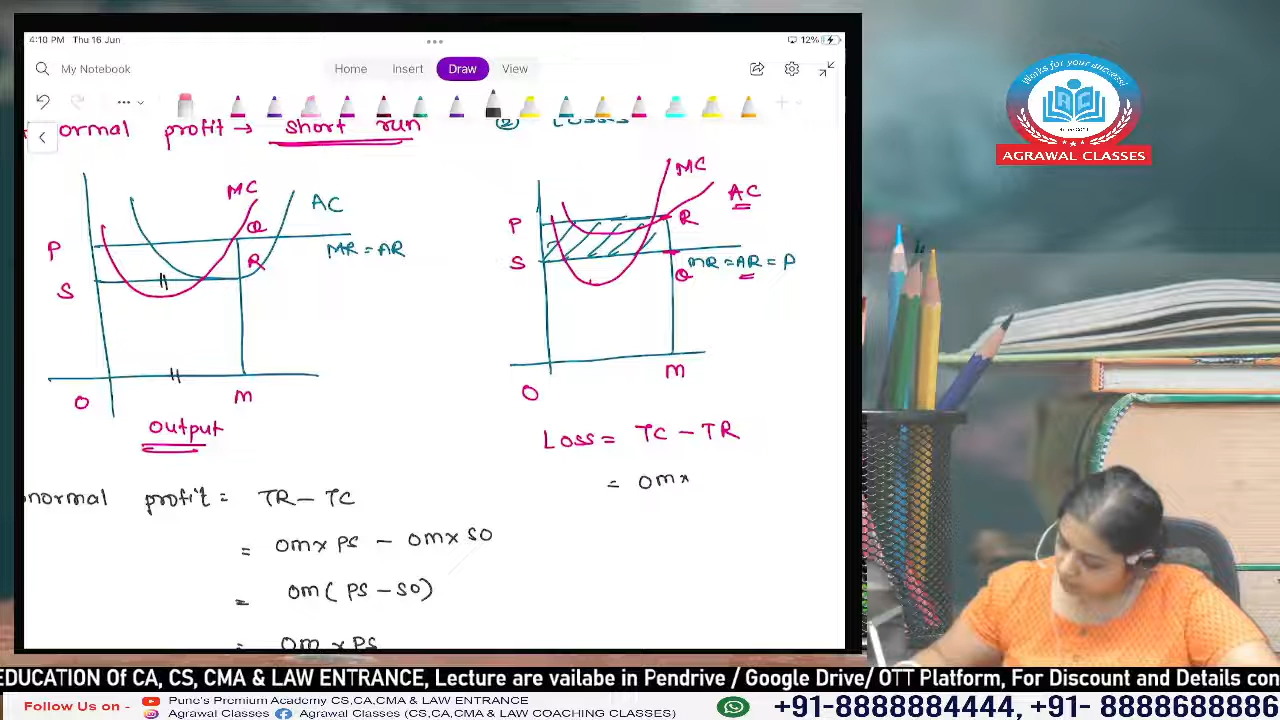 4:10 PM Thu 16 Jun
12%
My Notebook
Home Insert Draw View
normal profit → short run
②
MC
AC
Q
P
MR = AR
R
S
O
M
output
MC
AC
P
R
S
MR = AR = P
Q
O
M
Loss = TC - TR
= OM x
normal profit = TR - TC
= OM x PS - OM x SO
= OM ( PS - SO)
= OM x PS
Works for your success!
AC
AGRAWAL CLASSES
EDUCATION Of CA, CS, CMA & LAW ENTRANCE, Lecture are vailabe in Pendrive / Google Drive/ OTT Platform, For Discount and Details con
Follow Us on - Pune's Premium Academy CS,CA,CMA & LAW ENTRANCE
Agrawal Classes Agrawal Classes (CS,CA,CMA & LAW COACHING CLASSES)
+91-8888884444, +91- 8888688886